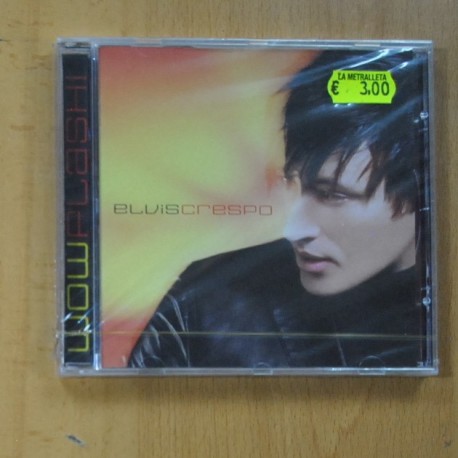 LA METRALLETA
€ 3,00
ELVISCRESPO
WOW FLASH!